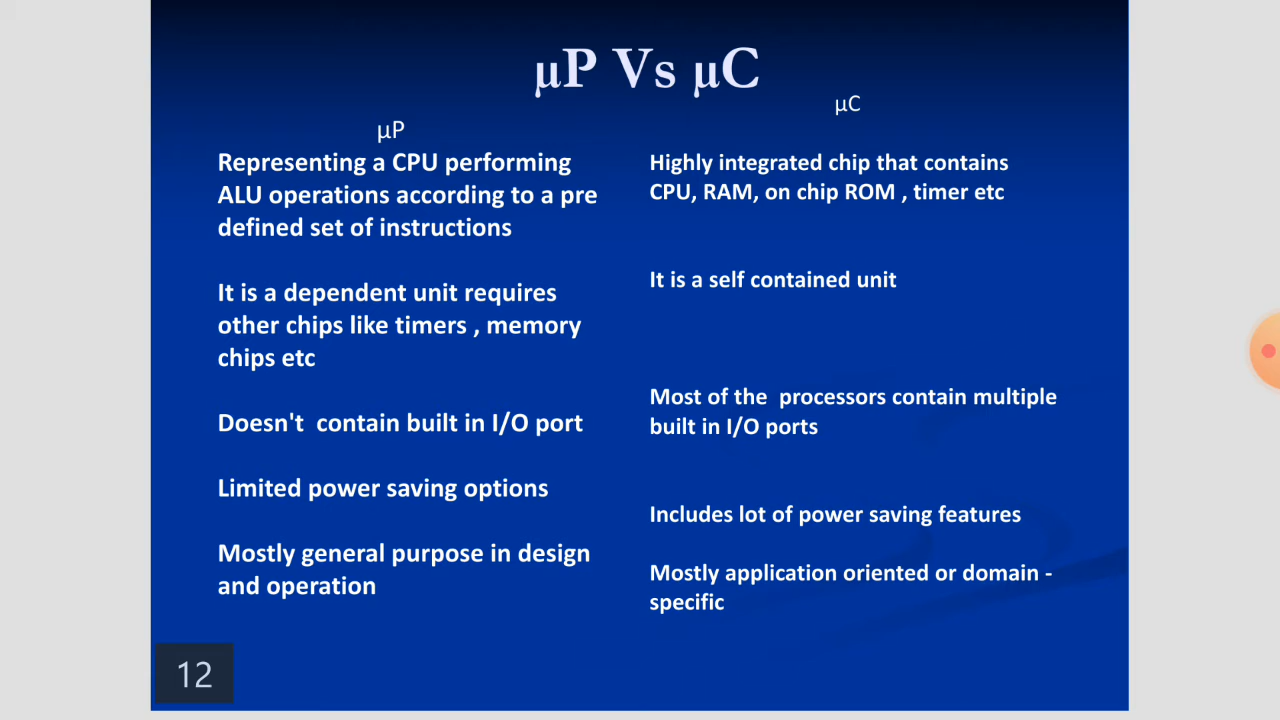 µP Vs µC
µP
Representing a CPU performing
ALU operations according to a pre
defined set of instructions
It is a dependent unit requires
other chips like timers , memory
chips etc
Doesn't  contain built in I/O port
Limited power saving options
Mostly general purpose in design
and operation
µC
Highly integrated chip that contains
CPU, RAM, on chip ROM , timer etc
It is a self contained unit
Most of the  processors contain multiple
built in I/O ports
Includes lot of power saving features
Mostly application oriented or domain -
specific
12